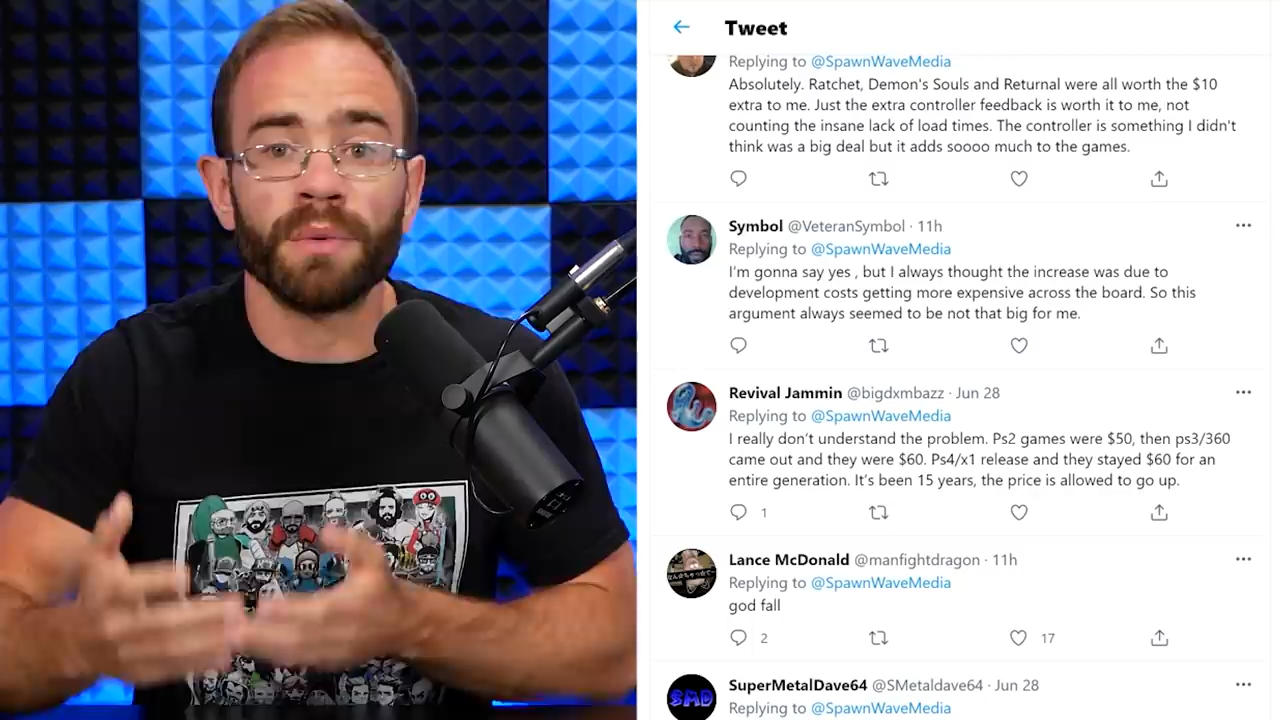 Tweet
Replying to @SpawnWaveMedia
Absolutely. Ratchet, Demon's Souls and Returnal were all worth the $10
extra to me. Just the extra controller feedback is worth it to me, not
counting the insane lack of load times. The controller is something I didn't
think was a big deal but it adds soooo much to the games.
Symbol @VeteranSymbol · 11h
Replying to @SpawnWaveMedia
I'm gonna say yes , but I always thought the increase was due to
development costs getting more expensive across the board. So this
argument always seemed to be not that big for me.
Revival Jammin @bigdxmbazz · Jun 28
Replying to @SpawnWaveMedia
I really don’t understand the problem. Ps2 games were $50, then ps3/360
came out and they were $60. Ps4/x1 release and they stayed $60 for an
entire generation. It’s been 15 years, the price is allowed to go up.
1
Lance McDonald @manfightdragon · 11h
Replying to @SpawnWaveMedia
god fall
2 17
SMD
SuperMetalDave64 @SMetaldave64 · Jun 28
Replying to @SpawnWaveMedia